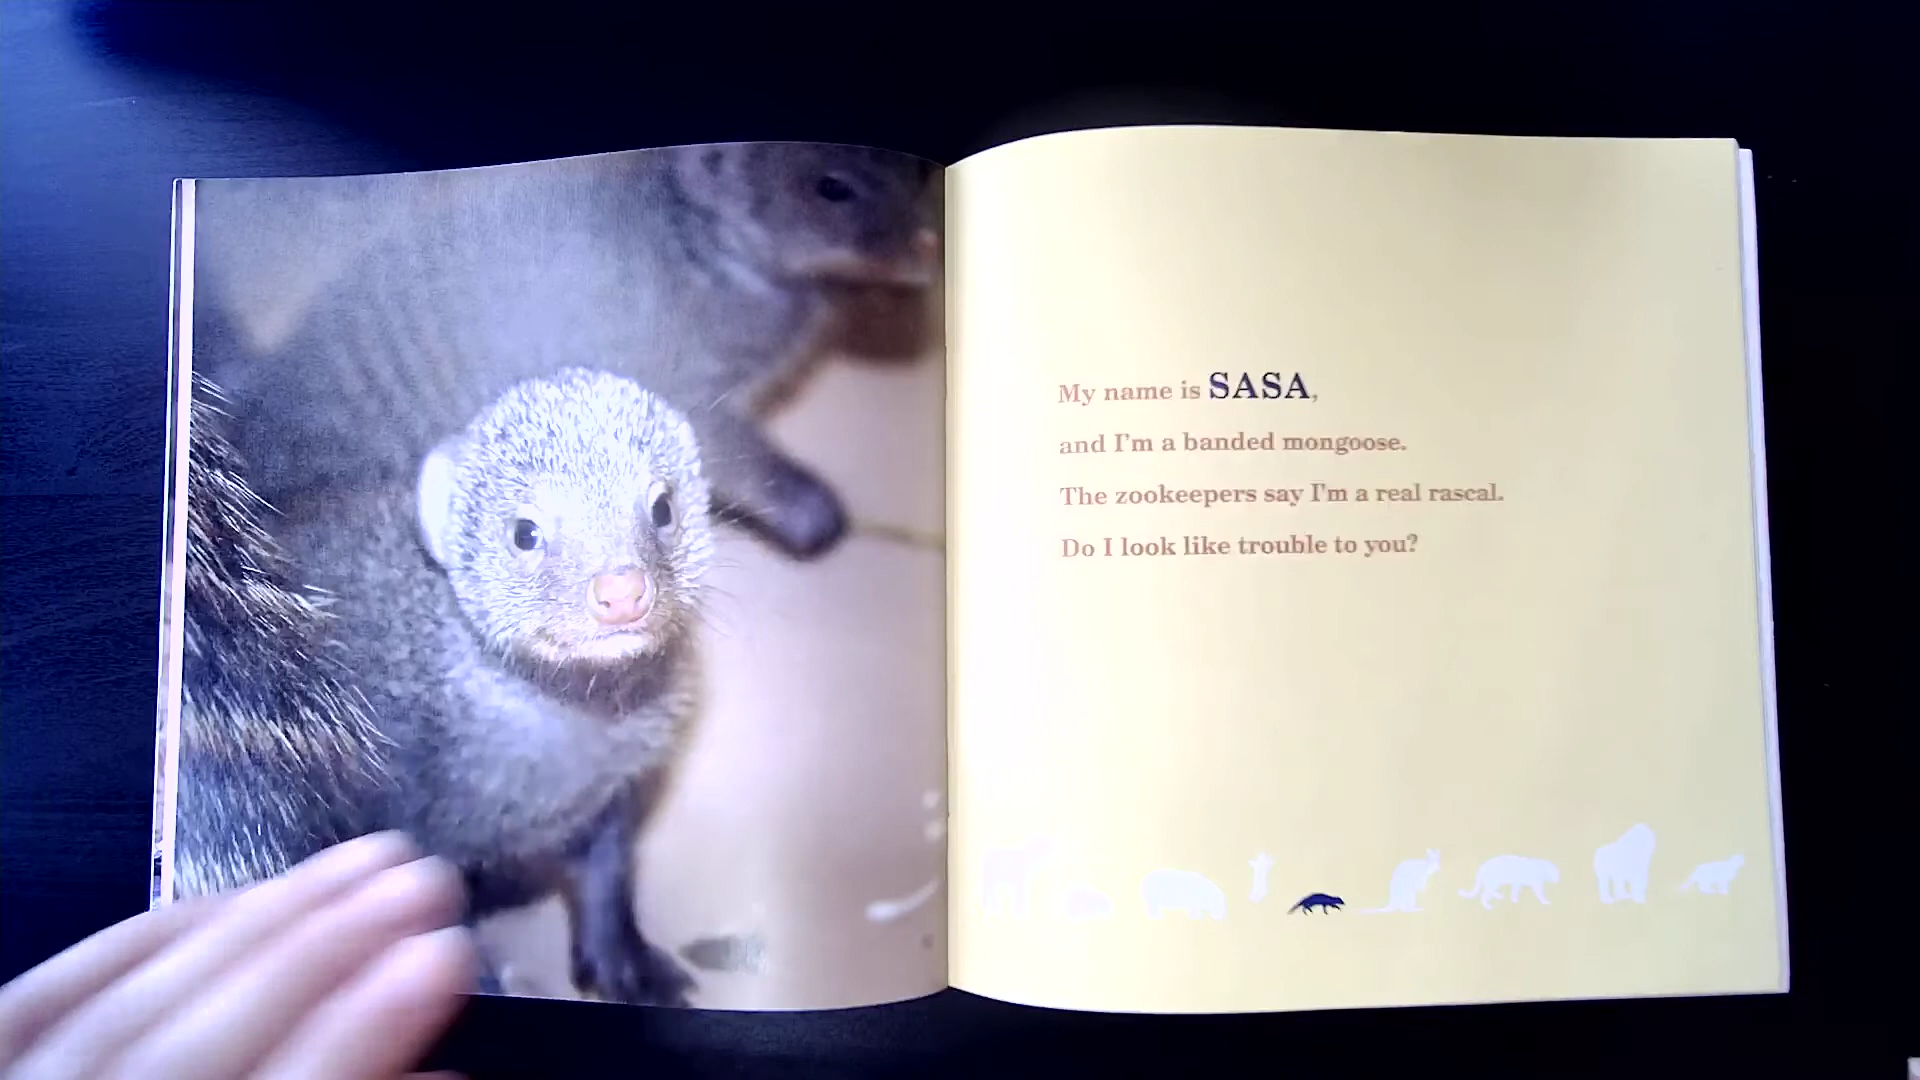 My name is SASA,
and I'm a banded mongoose.
The zookeepers say I'm a real rascal.
Do I look like trouble to you?